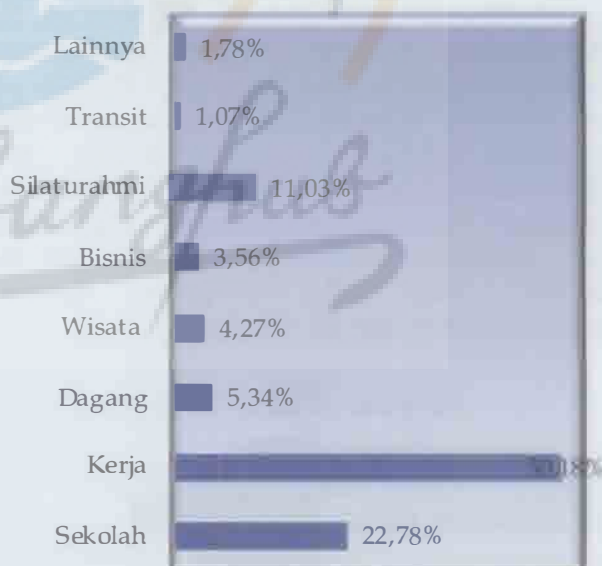 Lainnya 1,78%
Transit 1,07%
Silaturahmi 11,03%
Bisnis 3,56%
Wisata 4,27%
Dagang 5,34%
Kerja
Sekolah 22,78%